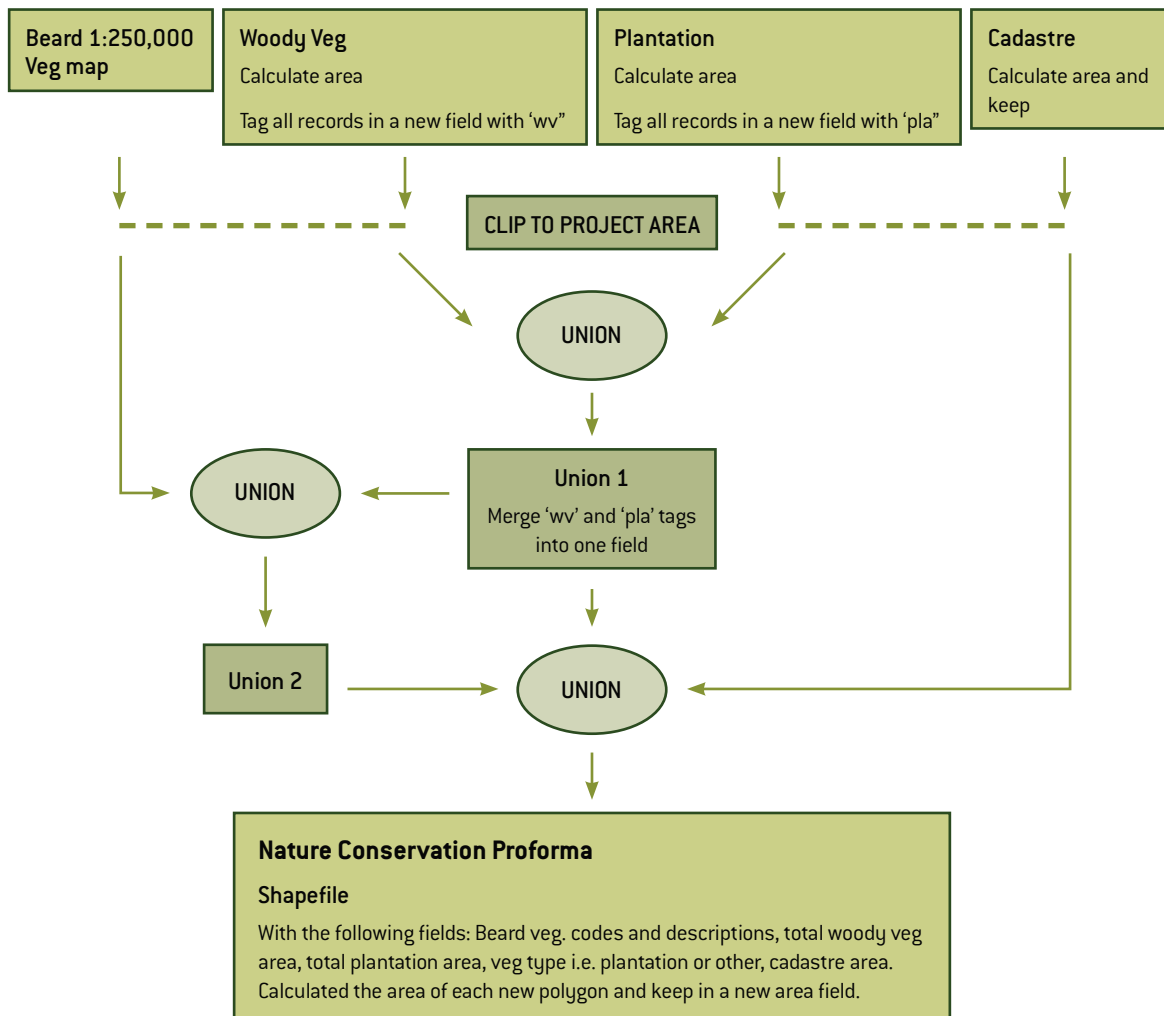 Beard 1:250,000
Veg map
Woody Veg
Calculate area
Tag all records in a new field with ‘wv”
Plantation
Calculate area
Tag all records in a new field with ‘pla”
Cadastre
Calculate area and
keep
CLIP TO PROJECT AREA
UNION
UNION
Union 1
Merge ‘wv’ and ‘pla’ tags
into one field
Union 2
UNION
Nature Conservation Proforma
Shapefile
With the following fields: Beard veg. codes and descriptions, total woody veg
area, total plantation area, veg type i.e. plantation or other, cadastre area.
Calculated the area of each new polygon and keep in a new area field.